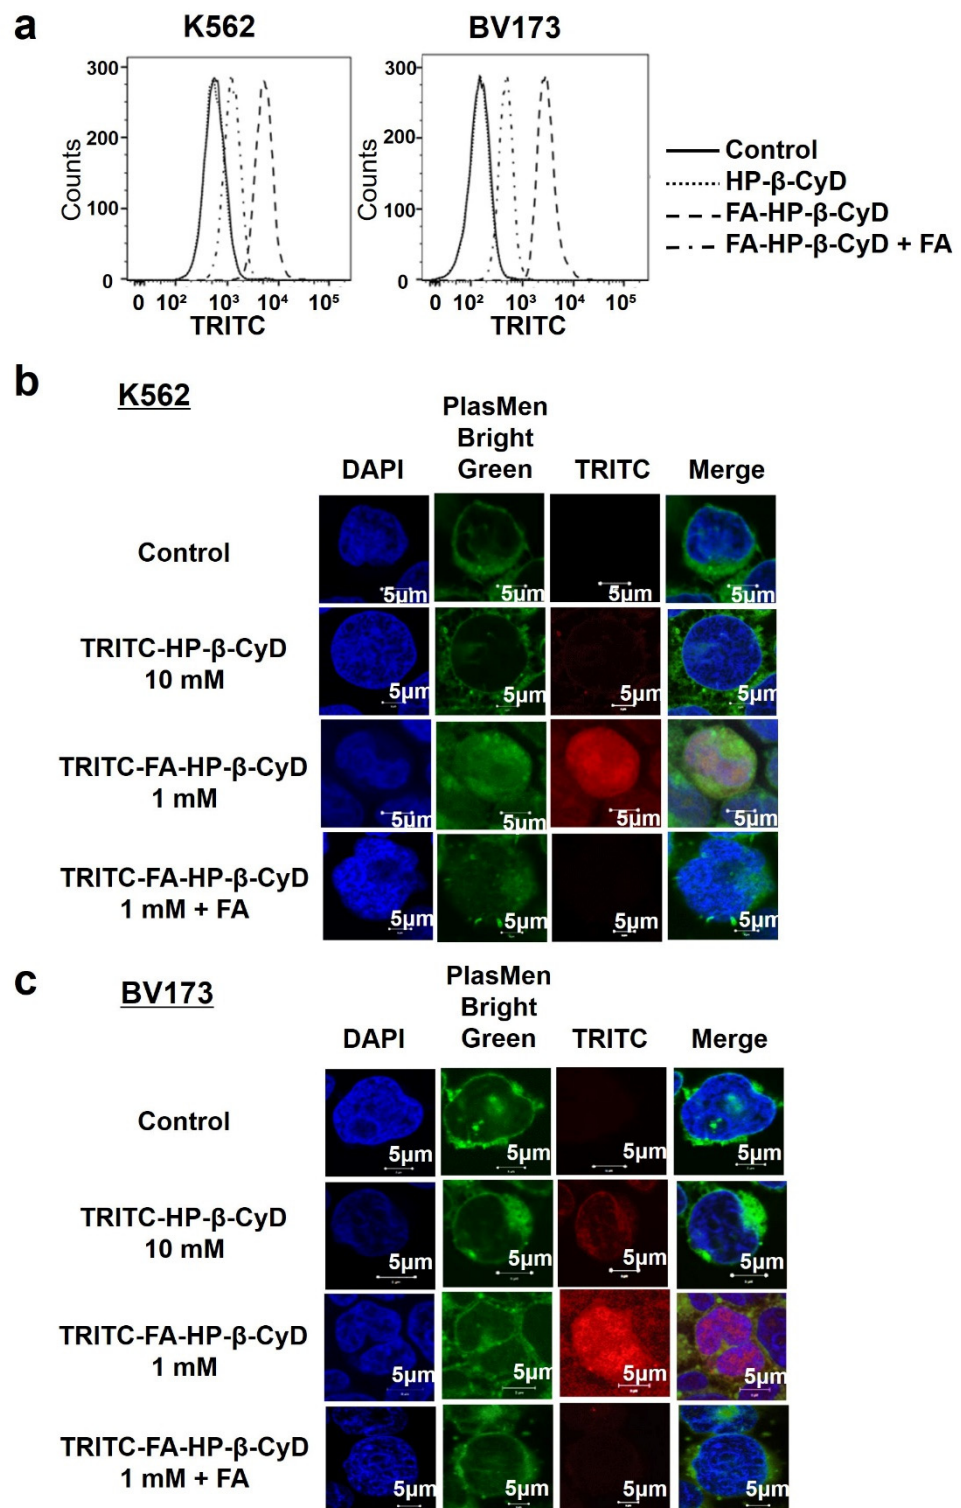 a
K562
BV173
300
200
100
0
Counts
0 10² 10³ 10⁴ 10⁵
TRITC
300
200
100
0
Counts
0 10² 10³ 10⁴ 10⁵
TRITC
Control
HP-β-CyD
FA-HP-β-CyD
FA-HP-β-CyD + FA
b
K562
DAPI
PlasMen
Bright
Green
TRITC
Merge
Control
5μm 5μm 5μm 5μm
TRITC-HP-β-CyD
10 mM
5μm 5μm 5μm 5μm
TRITC-FA-HP-β-CyD
1 mM
5μm 5μm 5μm 5μm
TRITC-FA-HP-β-CyD
1 mM + FA
5μm 5μm 5μm 5μm
c
BV173
DAPI
PlasMen
Bright
Green
TRITC
Merge
Control
5μm 5μm 5μm 5μm
TRITC-HP-β-CyD
10 mM
5μm 5μm 5μm 5μm
TRITC-FA-HP-β-CyD
1 mM
5μm 5μm 5μm 5μm
TRITC-FA-HP-β-CyD
1 mM + FA
5μm 5μm 5μm 5μm